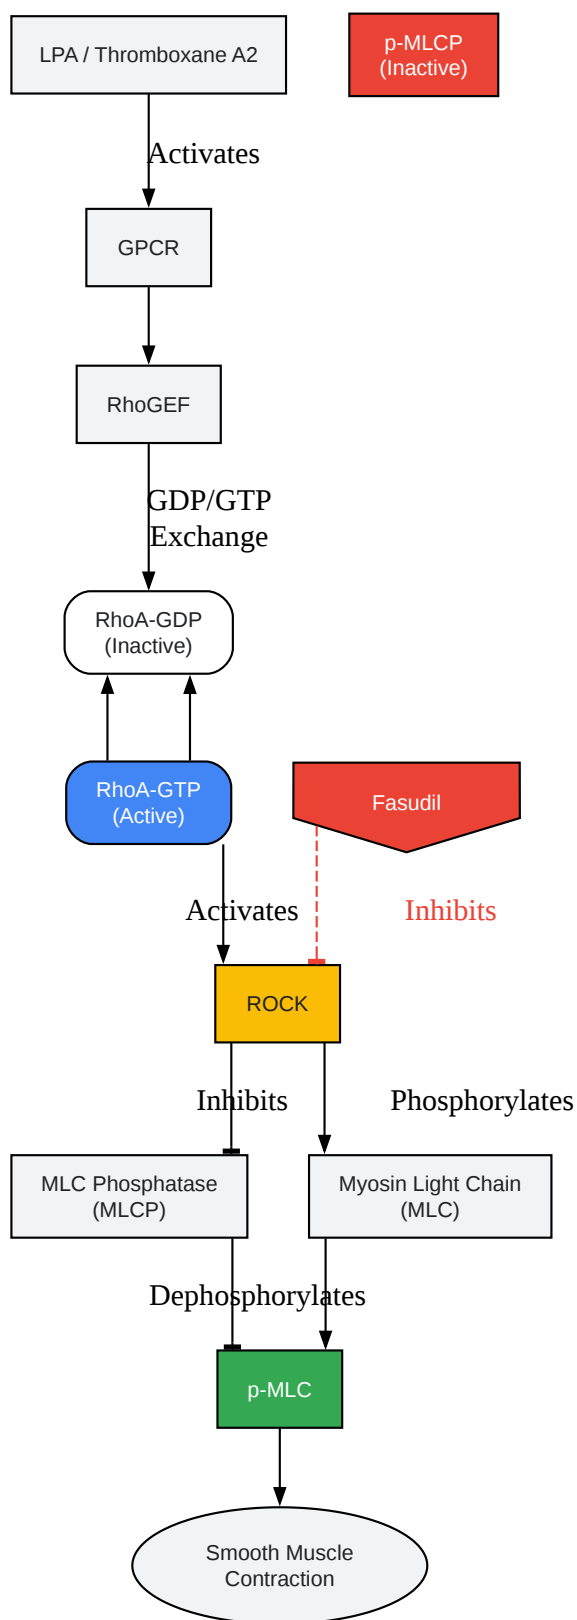 LPA / Thromboxane A2
p-MLCP
(Inactive)
Activates
GPCR
RhoGEF
GDP/GTP
Exchange
RhoA-GDP
(Inactive)
RhoA-GTP
(Active)
Fasudil
Activates
Inhibits
ROCK
Inhibits
Phosphorylates
MLC Phosphatase
(MLCP)
Myosin Light Chain
(MLC)
Dephosphorylates
p-MLC
Smooth Muscle
Contraction